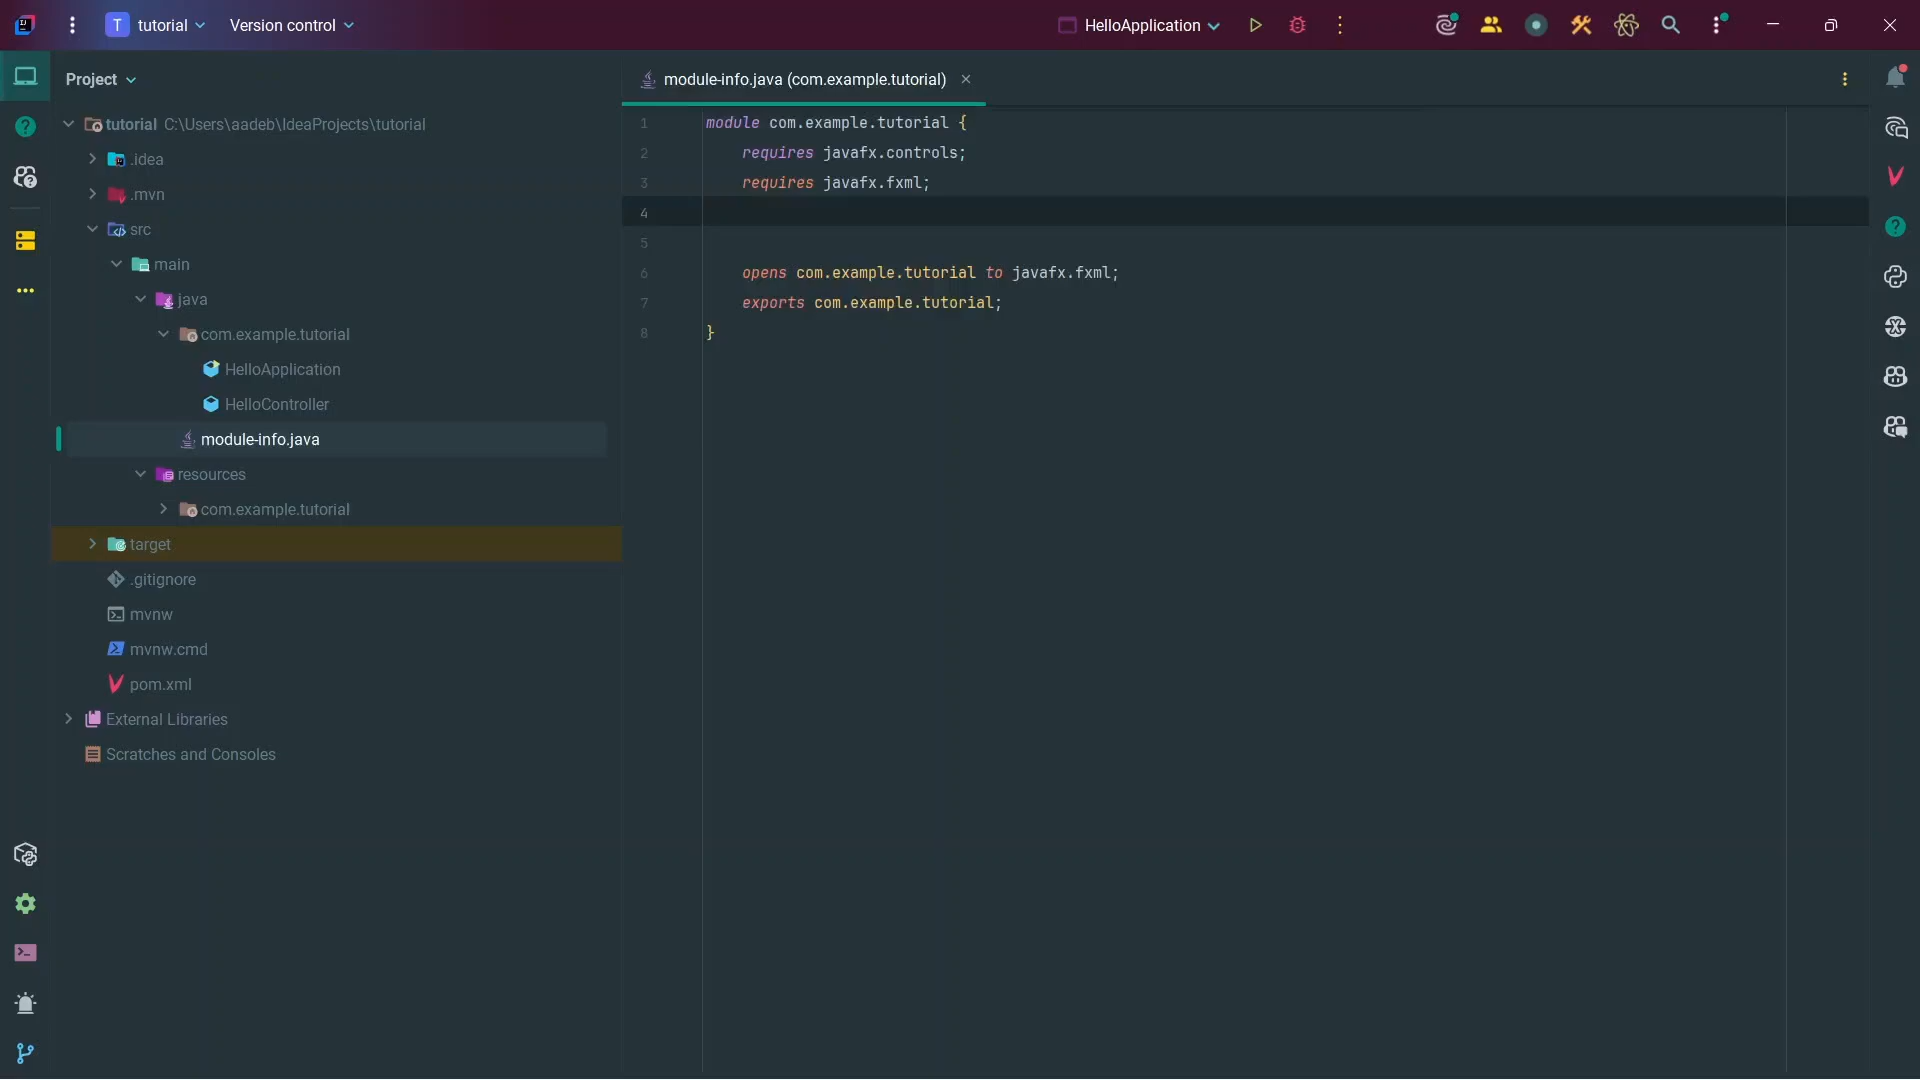 T tutorial Version control HelloApplication
Project
module-info.java (com.example.tutorial)
tutorial C:\Users\aadeb\IdeaProjects\tutorial
.idea
.mvn
src
main
java
com.example.tutorial
HelloApplication
HelloController
module-info.java
resources
com.example.tutorial
target
.gitignore
mvnw
mvnw.cmd
pom.xml
External Libraries
Scratches and Consoles
1 module com.example.tutorial {
2 requires javafx.controls;
3 requires javafx.fxml;
4
5
6 opens com.example.tutorial to javafx.fxml;
7 exports com.example.tutorial;
8 }